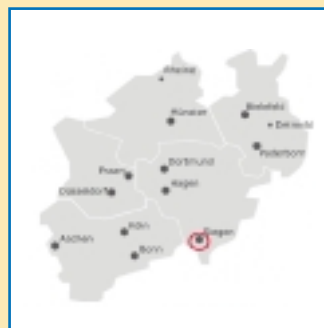 Rheine
Münster
Bielefeld
Detmold
Paderborn
Dortmund
Essen
Hagen
Düsseldorf
Köln
Siegen
Aachen
Bonn